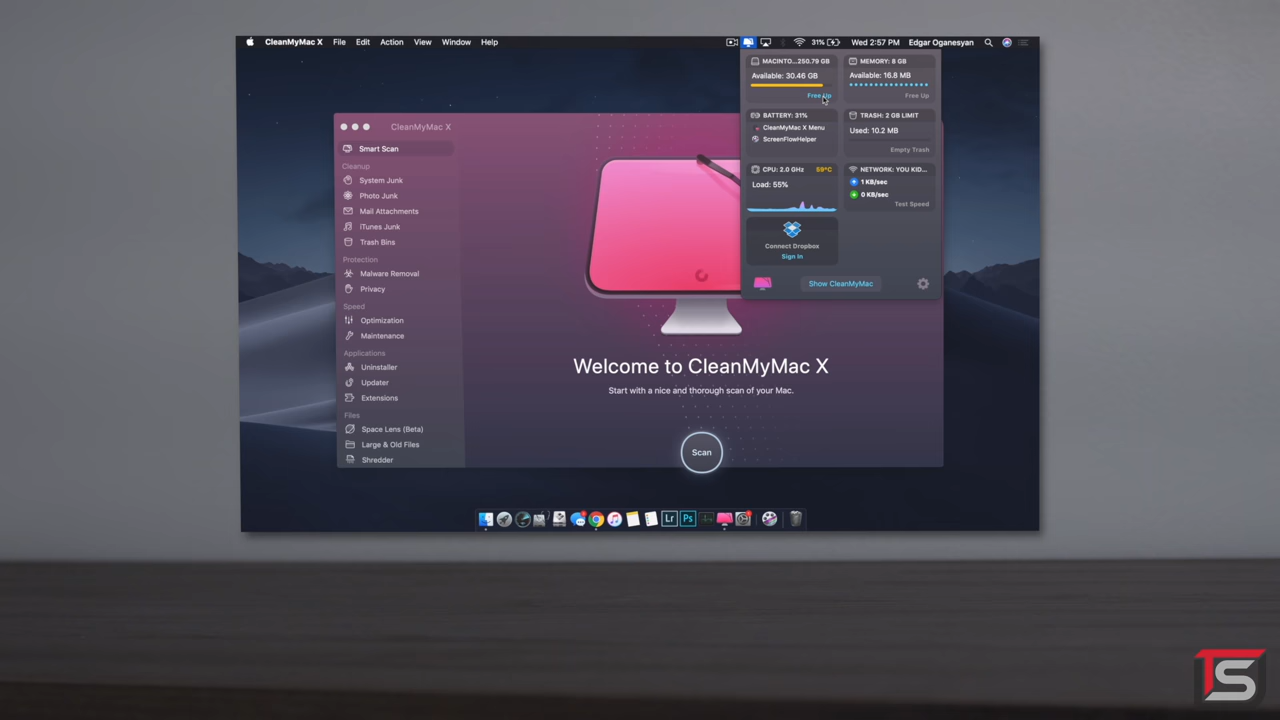 CleanMyMac X File Edit Action View Window Help 31% Wed 2:57 PM Edgar Oganesyan
MACINTO...250.79 GB
Available: 30.46 GB
Free Up
MEMORY: 8 GB
Available: 16.8 MB
Free Up
BATTERY: 31%
CleanMyMac X Menu
ScreenFlowHelper
TRASH: 2 GB LIMIT
Used: 10.2 MB
Empty Trash
CPU: 2.0 GHz 59°C
Load: 55%
NETWORK: YOU KID...
1 KB/sec
0 KB/sec
Test Speed
Connect Dropbox
Sign In
Show CleanMyMac
CleanMyMac X
Smart Scan
Cleanup
System Junk
Photo Junk
Mail Attachments
iTunes Junk
Trash Bins
Protection
Malware Removal
Privacy
Speed
Optimization
Maintenance
Applications
Uninstaller
Updater
Extensions
Files
Space Lens (Beta)
Large & Old Files
Shredder
Welcome to CleanMyMac X
Start with a nice and thorough scan of your Mac.
Scan
Lr Ps
TS